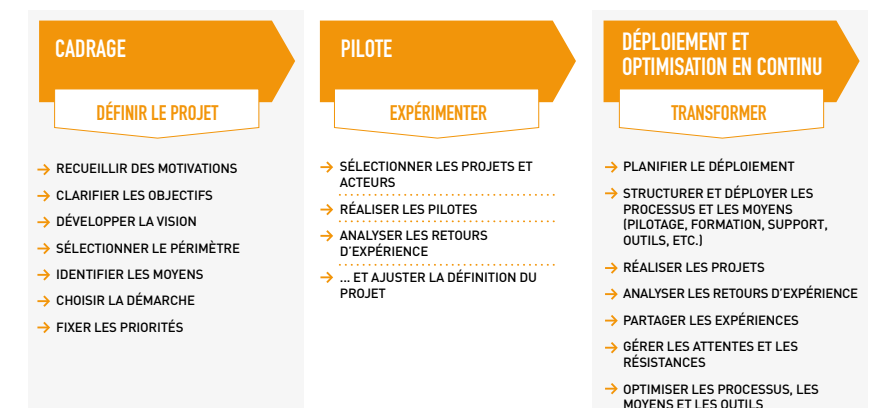 CADRAGE
DÉFINIR LE PROJET
→ RECUEILLIR DES MOTIVATIONS
→ CLARIFIER LES OBJECTIFS
→ DÉVELOPPER LA VISION
→ SÉLECTIONNER LE PÉRIMÈTRE
→ IDENTIFIER LES MOYENS
→ CHOISIR LA DÉMARCHE
→ FIXER LES PRIORITÉS
PILOTE
EXPÉRIMENTER
→ SÉLECTIONNER LES PROJETS ET
ACTEURS
→ RÉALISER LES PILOTES
→ ANALYSER LES RETOURS
D'EXPÉRIENCE
→ ... ET AJUSTER LA DÉFINITION DU
PROJET
DÉPLOIEMENT ET
OPTIMISATION EN CONTINU
TRANSFORMER
→ PLANIFIER LE DÉPLOIEMENT
→ STRUCTURER ET DÉPLOYER LES
PROCESSUS ET LES MOYENS
(PILOTAGE, FORMATION, SUPPORT,
OUTILS, ETC.)
→ RÉALISER LES PROJETS
→ ANALYSER LES RETOURS D'EXPÉRIENCE
→ PARTAGER LES EXPÉRIENCES
→ GÉRER LES ATTENTES ET LES
RÉSISTANCES
→ OPTIMISER LES PROCESSUS, LES
MOYENS ET LES OUTILS